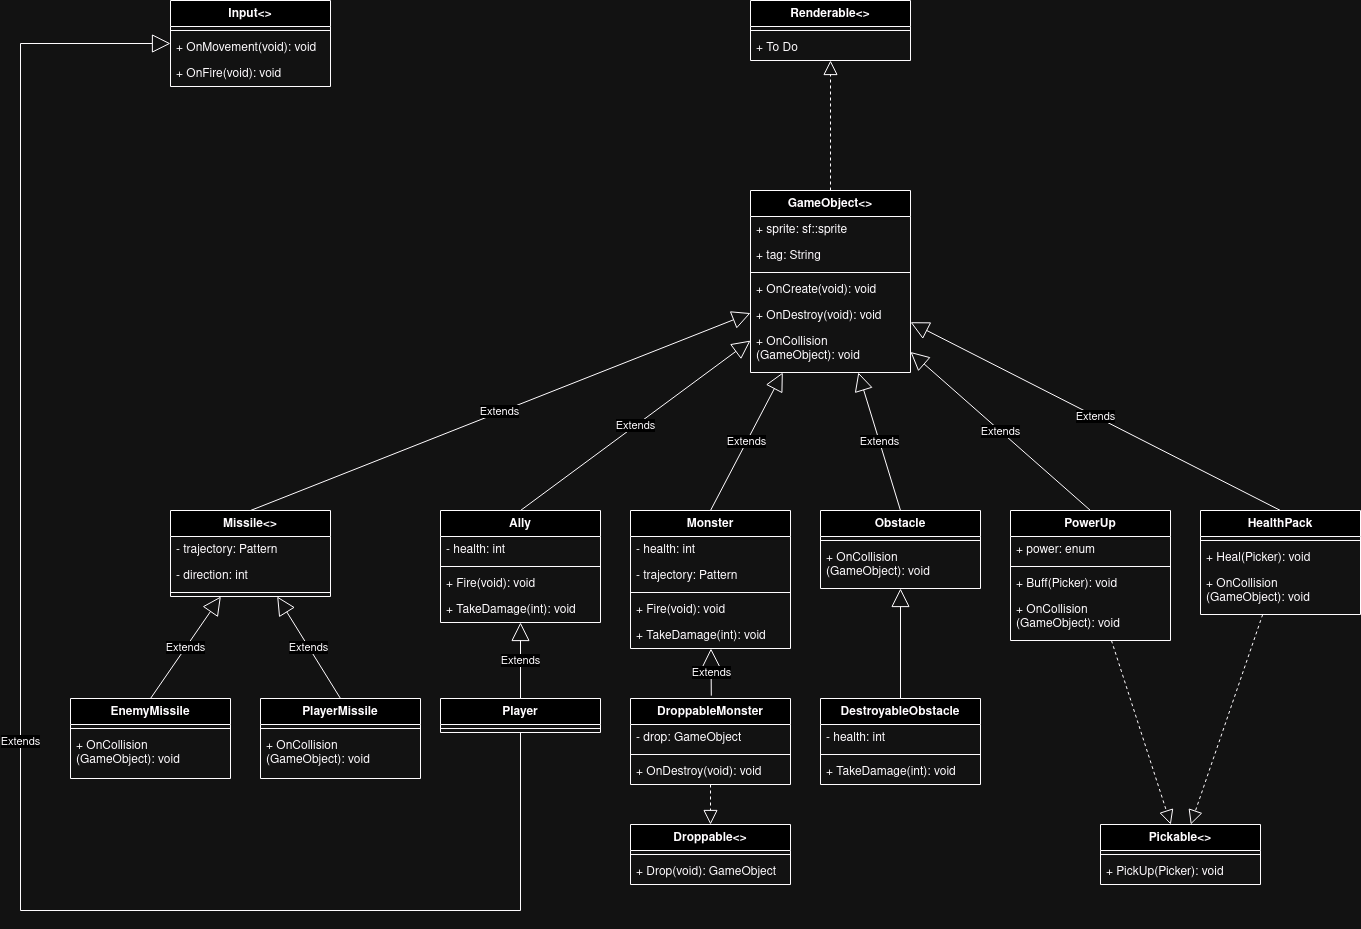 Input<>
+ OnMovement(void): void
+ OnFire(void): void
Renderable<>
+ To Do
GameObject<>
+ sprite: sf::sprite
+ tag: String
+ OnCreate(void): void
+ OnDestroy(void): void
+ OnCollision
(GameObject): void
Extends
Extends
Extends
Extends
Extends
Extends
Missile<>
- trajectory: Pattern
- direction: int
Ally
- health: int
+ Fire(void): void
+ TakeDamage(int): void
Monster
- health: int
- trajectory: Pattern
+ Fire(void): void
+ TakeDamage(int): void
Obstacle
+ OnCollision
(GameObject): void
PowerUp
+ power: enum
+ Buff(Picker): void
+ OnCollision
(GameObject): void
HealthPack
+ Heal(Picker): void
+ OnCollision
(GameObject): void
Extends
Extends
Extends
Extends
EnemyMissile
+ OnCollision
(GameObject): void
PlayerMissile
+ OnCollision
(GameObject): void
Player
DroppableMonster
- drop: GameObject
+ OnDestroy(void): void
DestroyableObstacle
- health: int
+ TakeDamage(int): void
Extends
Droppable<>
+ Drop(void): GameObject
Pickable<>
+ PickUp(Picker): void